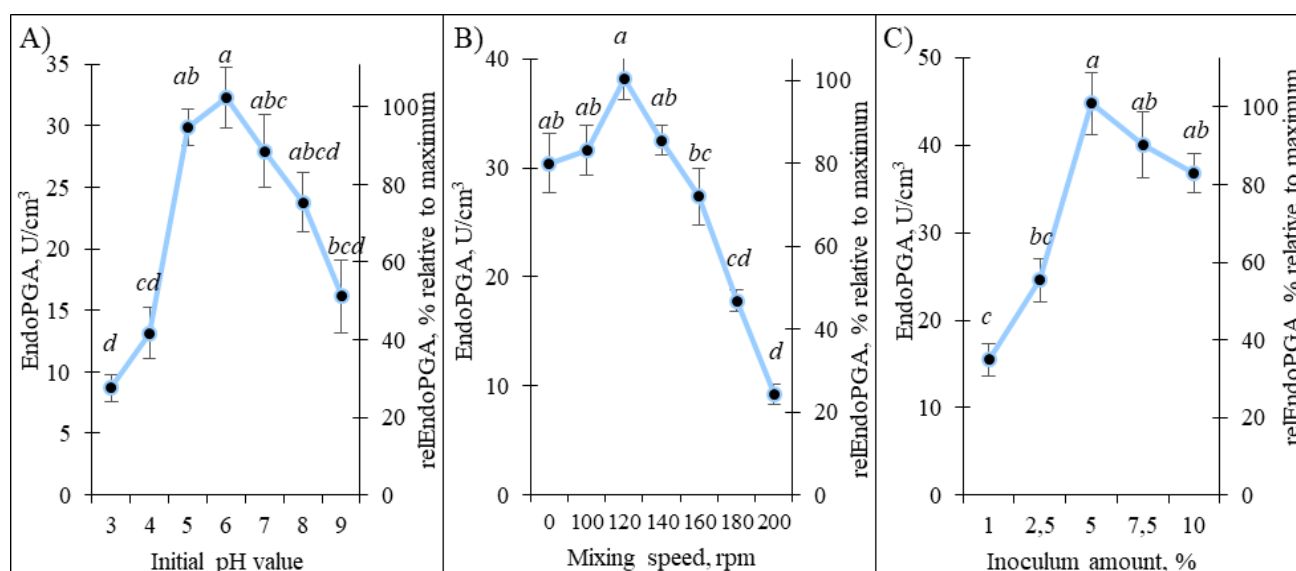 A)
EndoPGA, U/cm³
35
30
25
20
15
10
5
0
d
cd
ab
a
abc
abcd
bcd
100
80
60
40
20
0
relEndoPGA, % relative to maximum
3 4 5 6 7 8 9
Initial pH value
B)
EndoPGA, U/cm³
40
30
20
10
0
ab
ab
a
ab
bc
cd
d
100
80
60
40
20
0
relEndoPGA, % relative to maximum
0 100 120 140 160 180 200
Mixing speed, rpm
C)
EndoPGA, U/cm³
50
40
30
20
10
0
c
bc
a
ab
ab
100
80
60
40
20
0
relEndoPGA, % relative to maximum
1 2,5 5 7,5 10
Inoculum amount, %